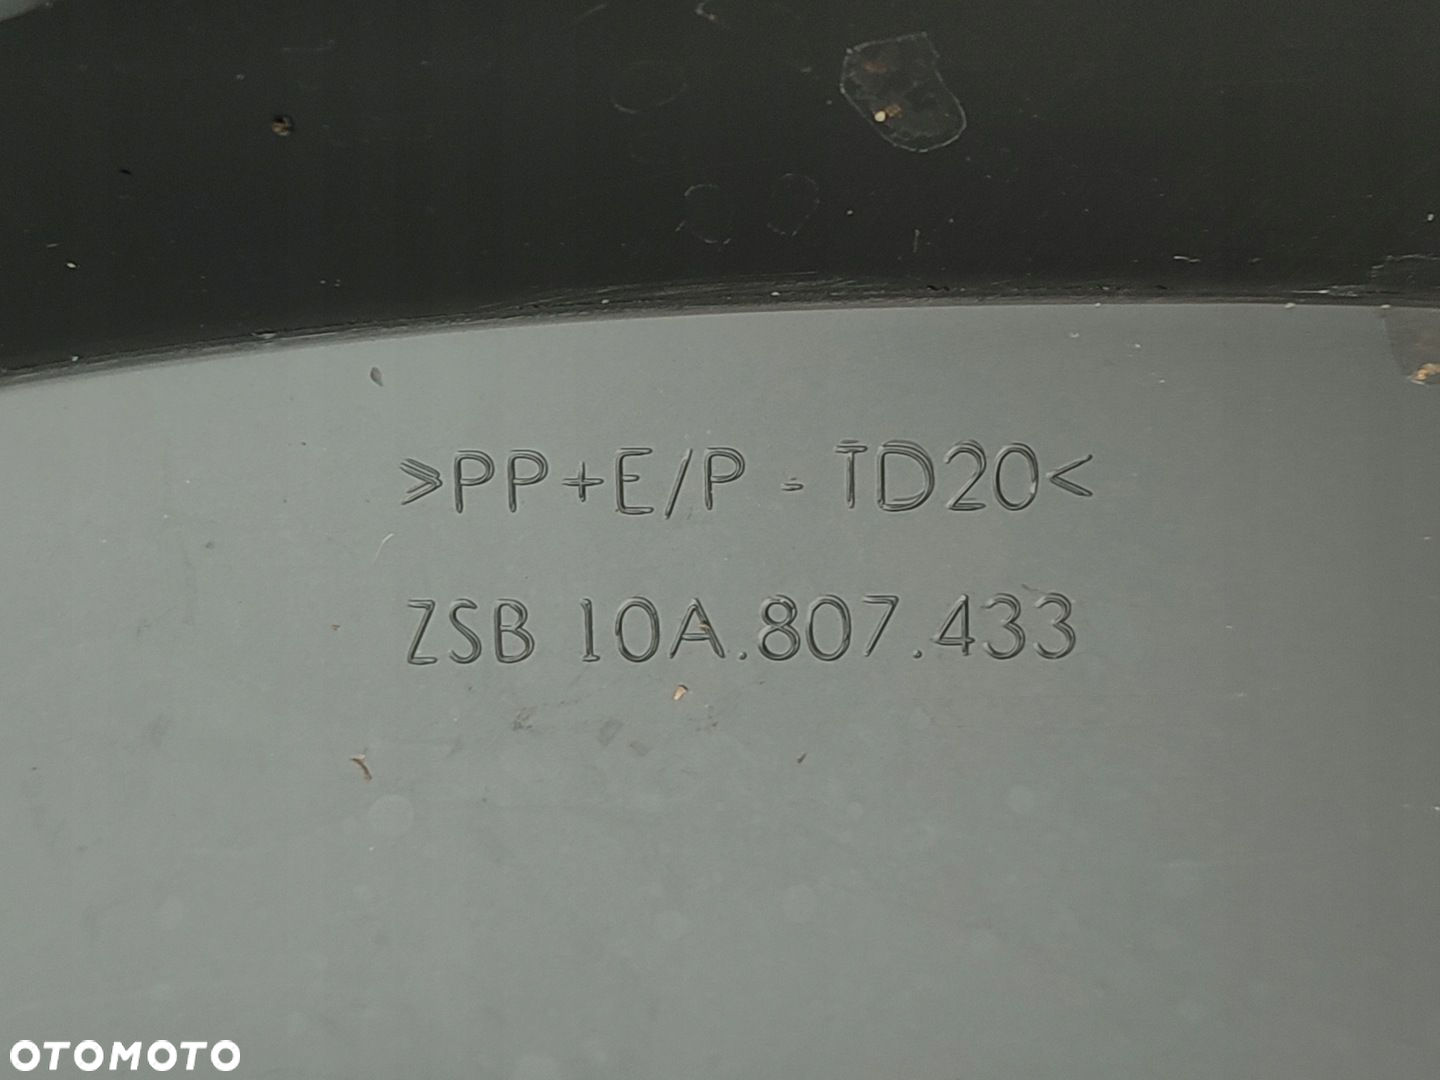 >PP+E/P - TD20<
ZSB 10A.807.433
OTOMOTO